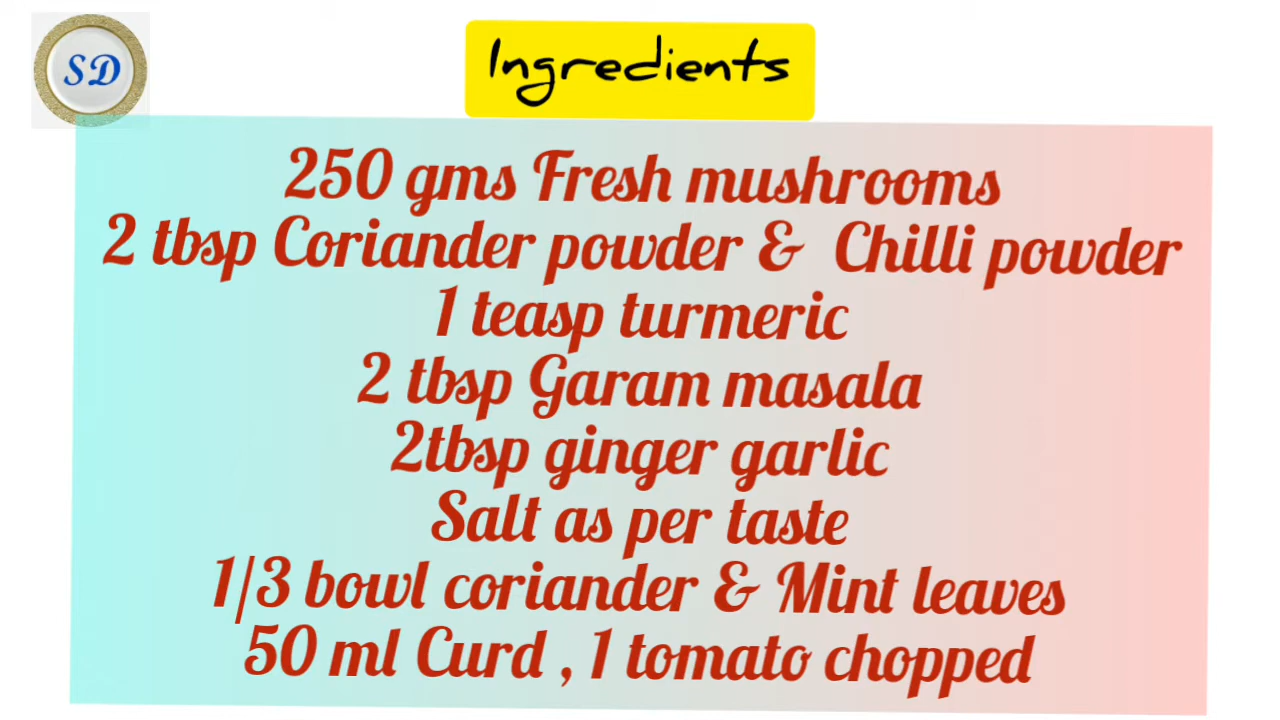 SD
Ingredients
250 gms Fresh mushrooms
2 tbsp Coriander powder & Chilli powder
1 teasp turmeric
2 tbsp Garam masala
2tbsp ginger garlic
Salt as per taste
1/3 bowl coriander & Mint leaves
50 ml Curd , 1 tomato chopped